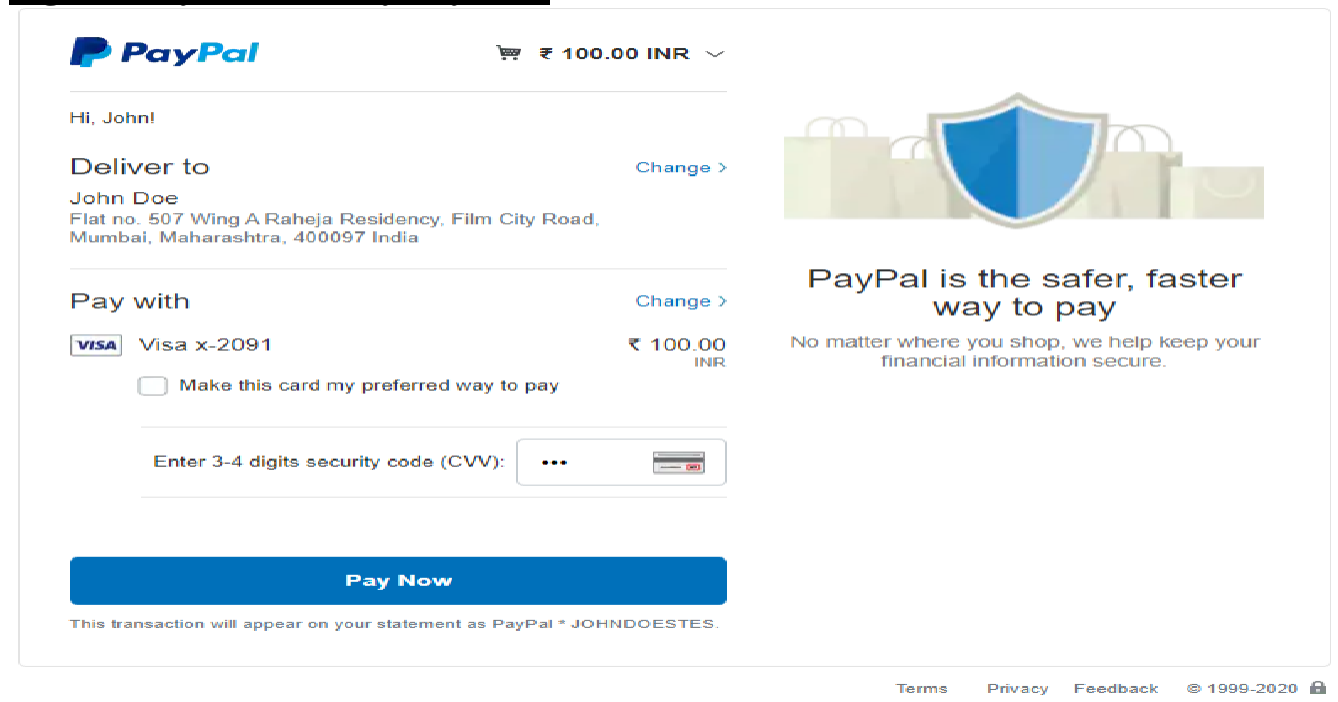 PayPal
₹ 100.00 INR
Hi, John!
Deliver to
Change >
John Doe
Flat no. 507 Wing A Raheja Residency, Film City Road,
Mumbai, Maharashtra, 400097 India
Pay with
Change >
VISA Visa x-2091 ₹ 100.00
INR
Make this card my preferred way to pay
Enter 3-4 digits security code (CVV): •••
Pay Now
This transaction will appear on your statement as PayPal * JOHNDOESTES.
PayPal is the safer, faster
way to pay
No matter where you shop, we help keep your
financial information secure.
Terms Privacy Feedback © 1999-2020